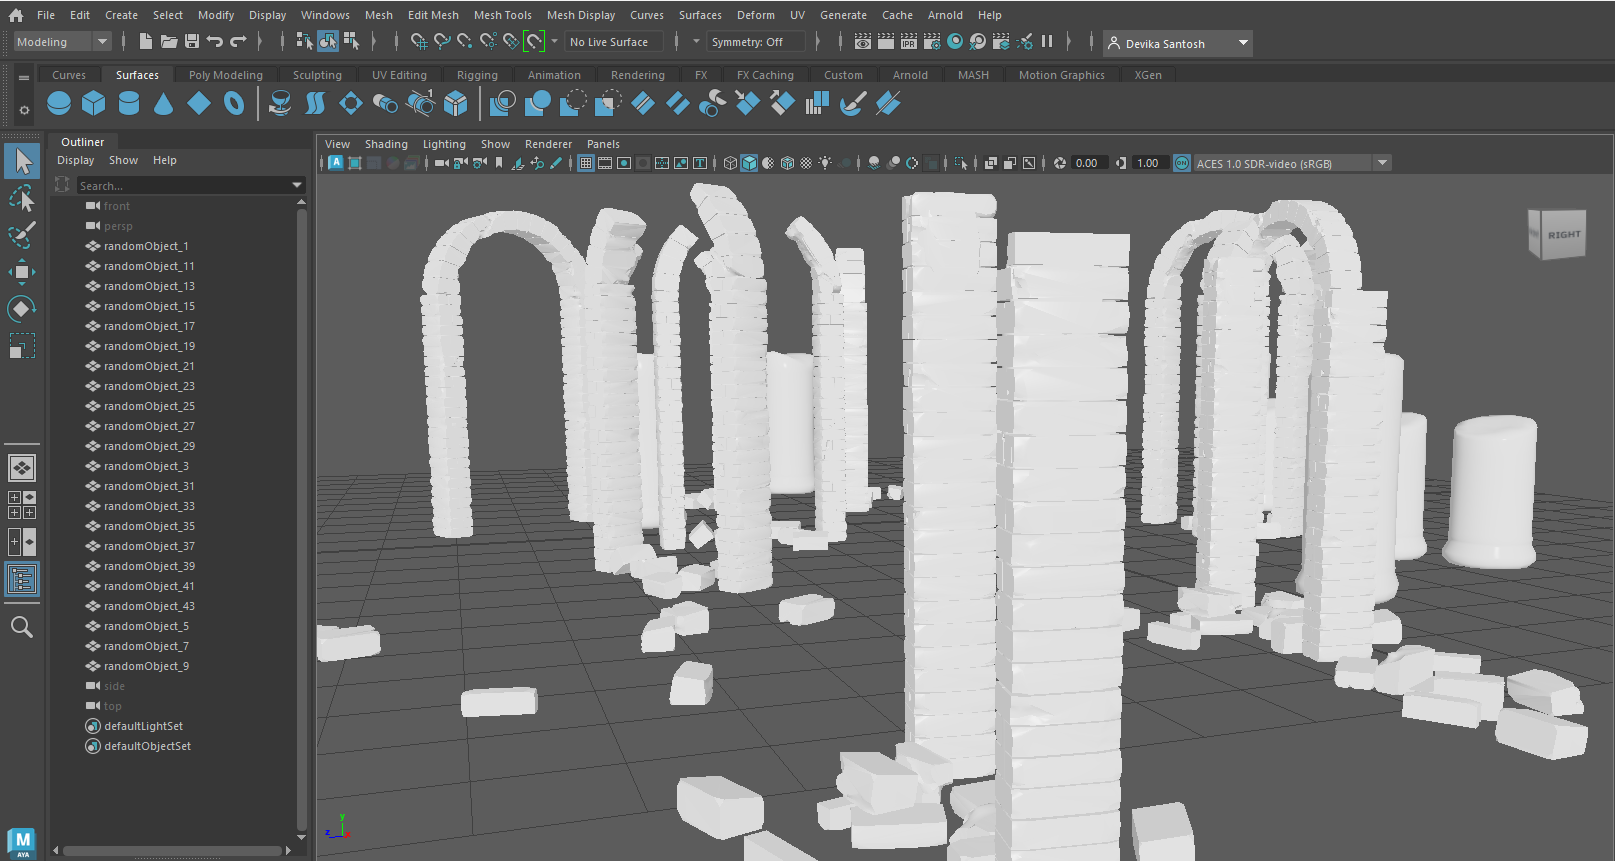 File Edit Create Select Modify Display Windows Mesh Edit Mesh Mesh Tools Mesh Display Curves Surfaces Deform UV Generate Cache Arnold Help
Modeling No Live Surface Symmetry: Off IPR Devika Santosh
Curves Surfaces Poly Modeling Sculpting UV Editing Rigging Animation Rendering FX FX Caching Custom Arnold MASH Motion Graphics XGen
Outliner
Display Show Help
Search...
front
persp
randomObject_1
randomObject_11
randomObject_13
randomObject_15
randomObject_17
randomObject_19
randomObject_21
randomObject_23
randomObject_25
randomObject_27
randomObject_29
randomObject_3
randomObject_31
randomObject_33
randomObject_35
randomObject_37
randomObject_39
randomObject_41
randomObject_43
randomObject_5
randomObject_7
randomObject_9
side
top
defaultLightSet
defaultObjectSet
View Shading Lighting Show Renderer Panels
0.00 1.00 ON ACES 1.0 SDR-video (sRGB)
RIGHT
y
z
x
M
AYA